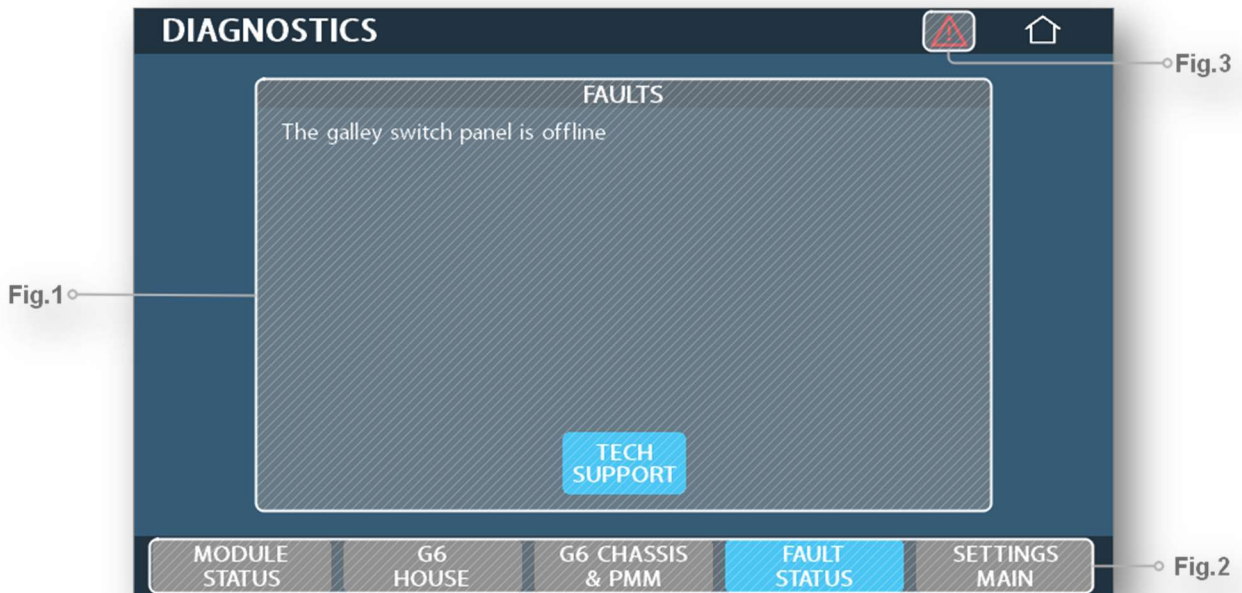 DIAGNOSTICS
Fig.3
FAULTS
The galley switch panel is offline
Fig.1
TECH
SUPPORT
MODULE
STATUS
G6
HOUSE
G6 CHASSIS
& PMM
FAULT
STATUS
SETTINGS
MAIN
Fig.2